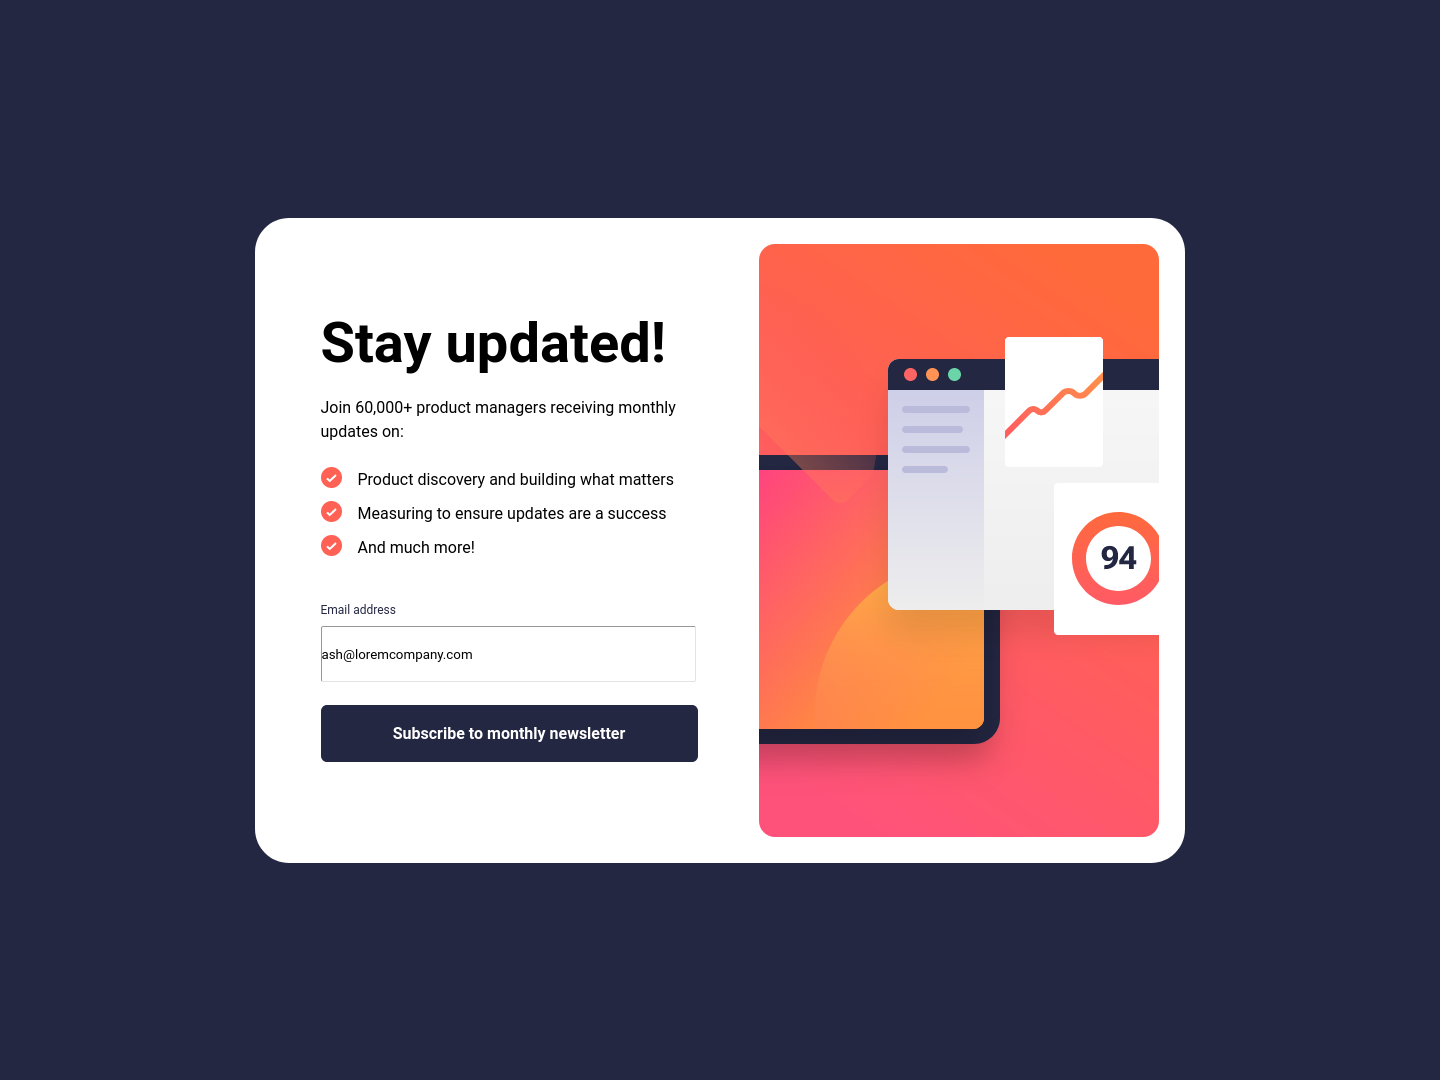 Stay updated!
Join 60,000+ product managers receiving monthly
updates on:
Product discovery and building what matters
Measuring to ensure updates are a success
And much more!
Email address
ash@loremcompany.com
Subscribe to monthly newsletter
94